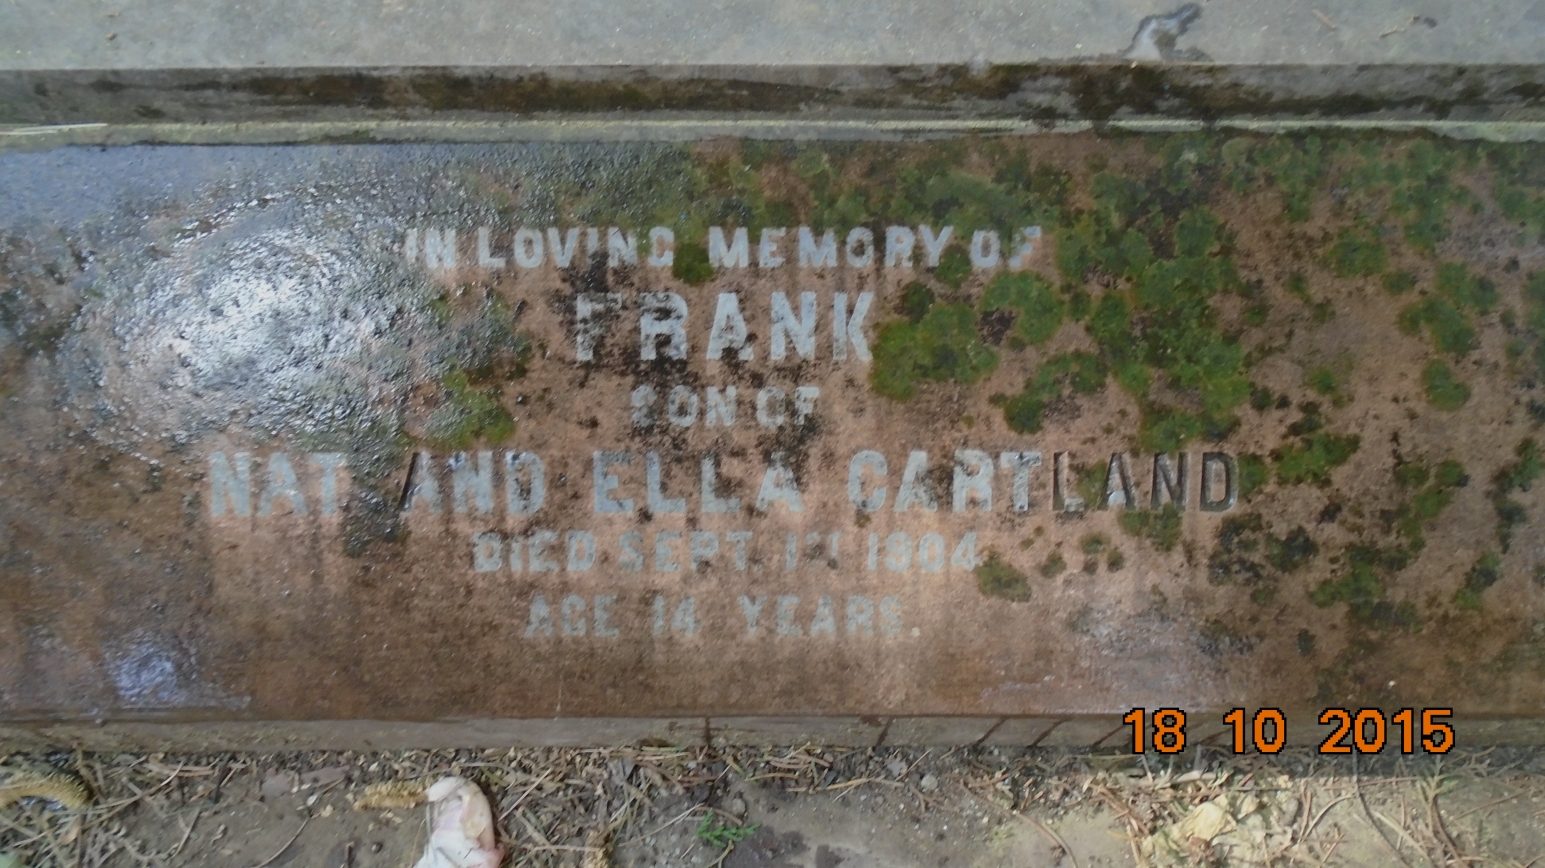 IN LOVING MEMORY OF
FRANK
SON OF
NAT AND ELLA CARTLAND
DIED SEPT. 1904
AGE 14 YEARS.
18 10 2015